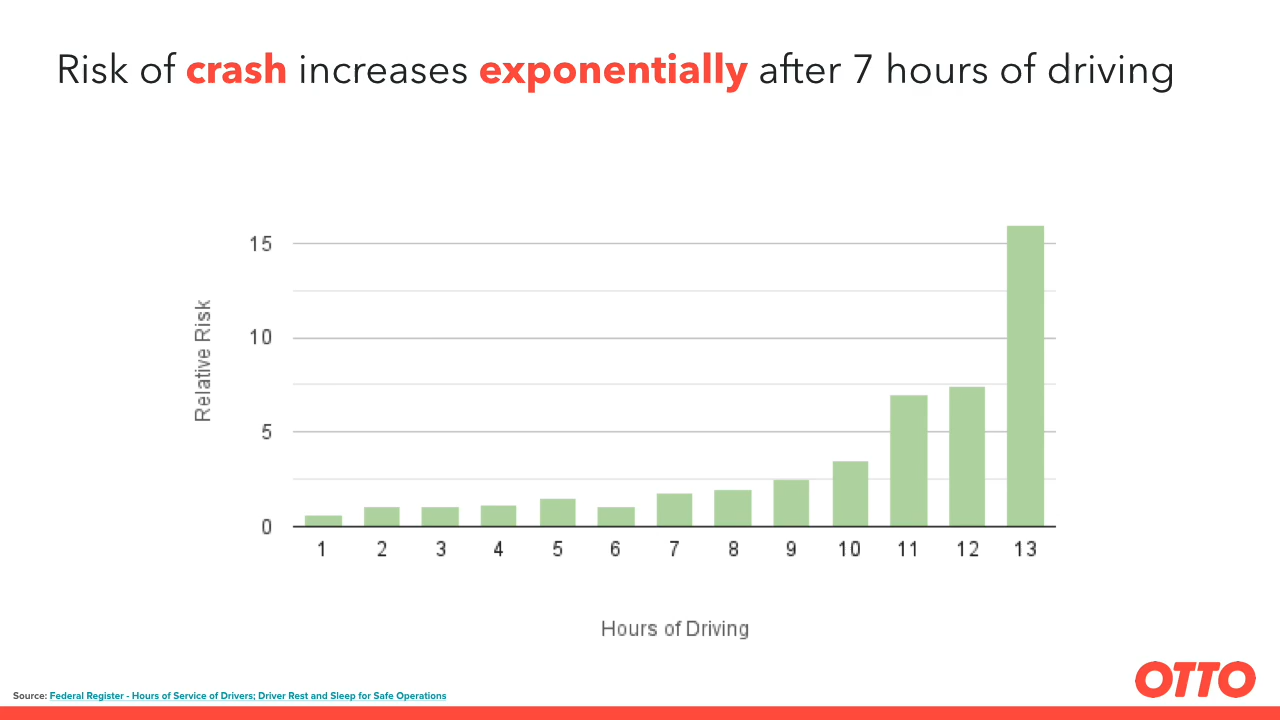 Risk of crash increases exponentially after 7 hours of driving
15
10
5
0
Relative Risk
1 2 3 4 5 6 7 8 9 10 11 12 13
Hours of Driving
Source: Federal Register - Hours of Service of Drivers; Driver Rest and Sleep for Safe Operations
OTTO